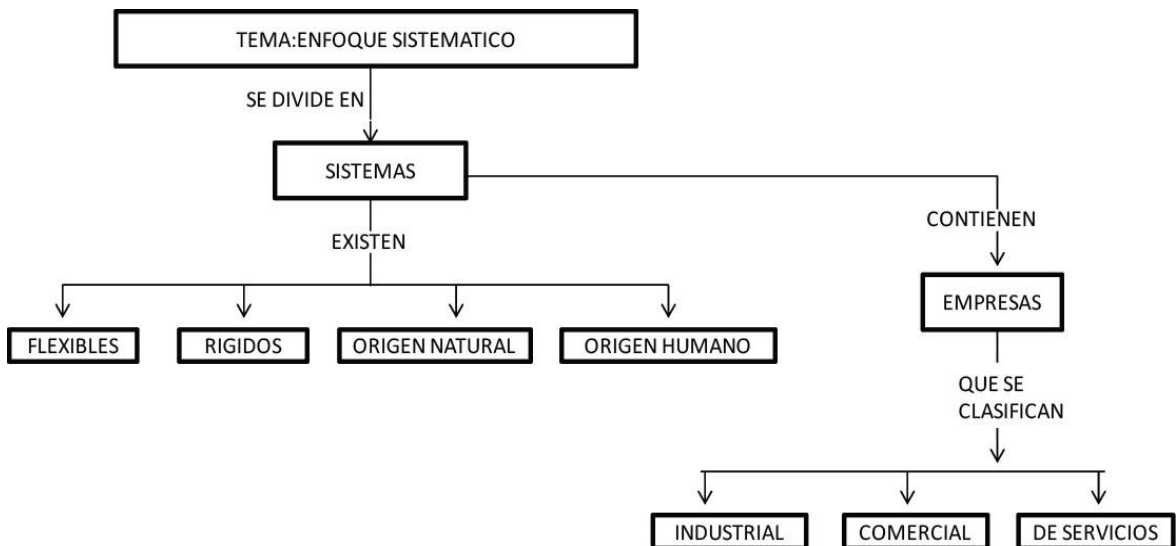 TEMA:ENFOQUE SISTEMATICO
SE DIVIDE EN
SISTEMAS
EXISTEN
CONTIENEN
EMPRESAS
FLEXIBLES
RIGIDOS
ORIGEN NATURAL
ORIGEN HUMANO
QUE SE
CLASIFICAN
INDUSTRIAL
COMERCIAL
DE SERVICIOS